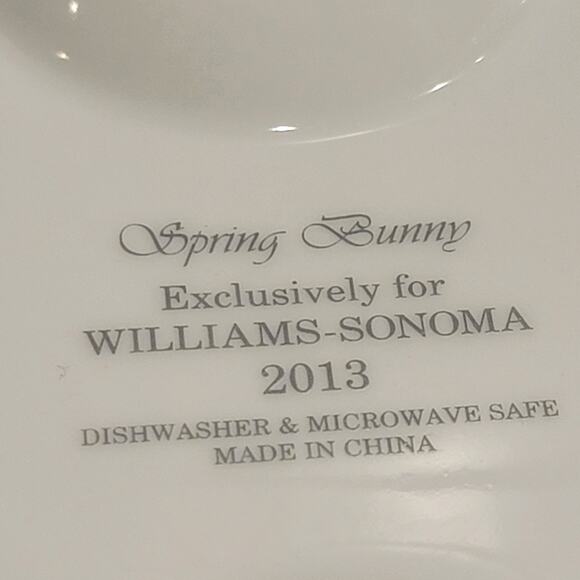 Spring Bunny
Exclusively for
WILLIAMS-SONOMA
2013
DISHWASHER & MICROWAVE SAFE
MADE IN CHINA